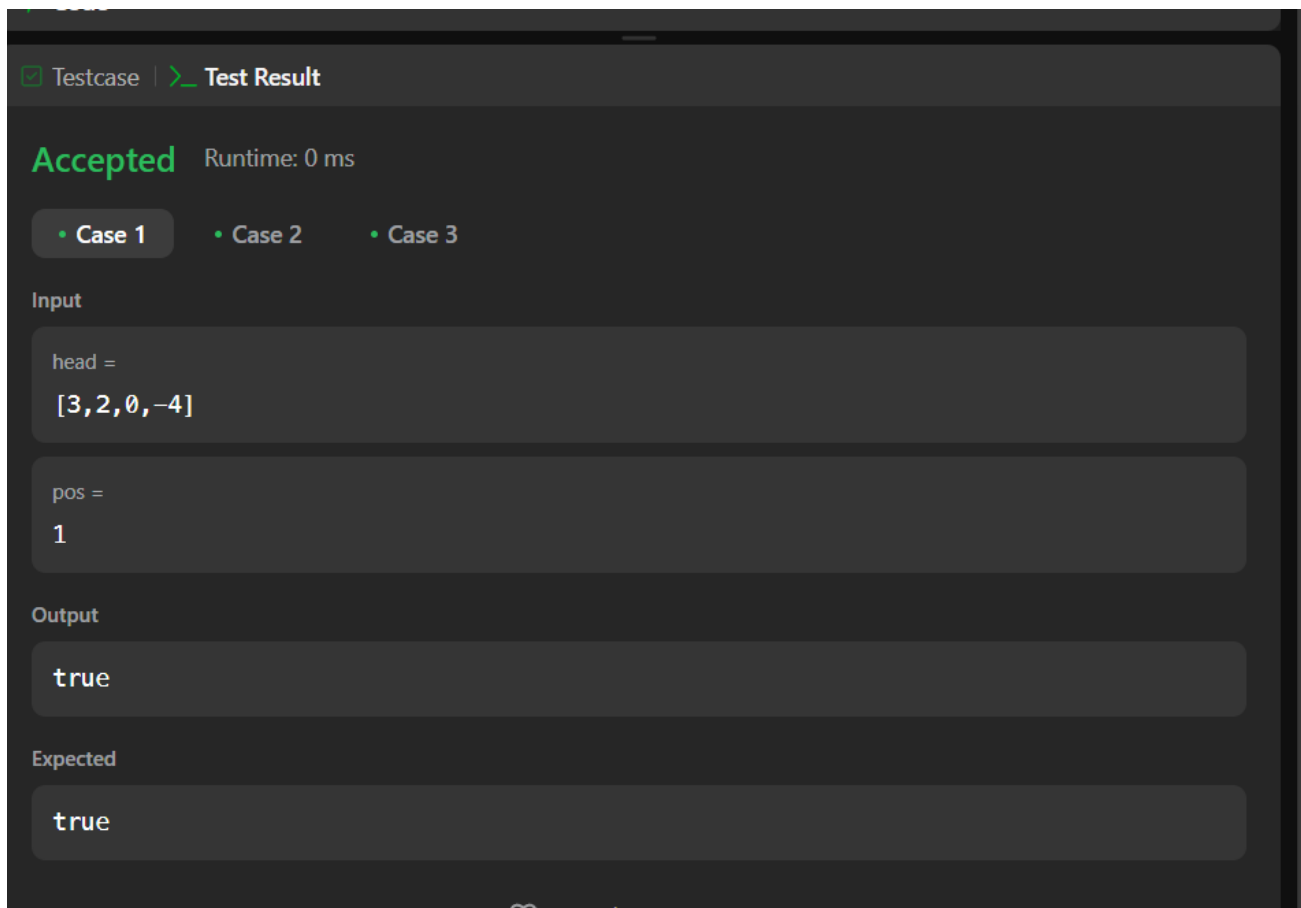 Testcase | >_ Test Result
Accepted Runtime: 0 ms
• Case 1 • Case 2 • Case 3
Input
head =
[3,2,0,-4]
pos =
1
Output
true
Expected
true